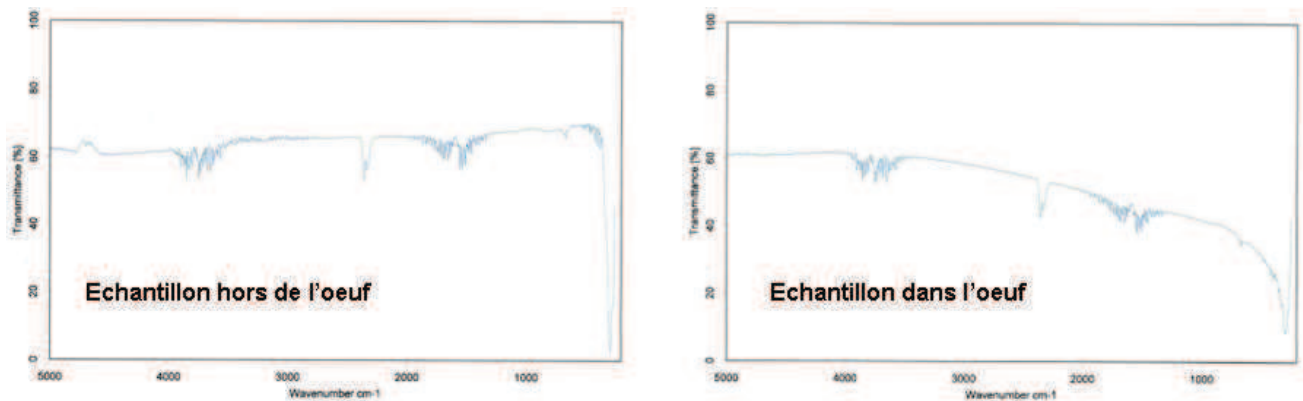 100
80
60
40
20
0
Transmittance [%]
Echantillon hors de l'oeuf
5000 4000 3000 2000 1000
Wavenumber cm-1
100
80
60
40
20
0
Transmittance [%]
Echantillon dans l'oeuf
5000 4000 3000 2000 1000
Wavenumber cm-1